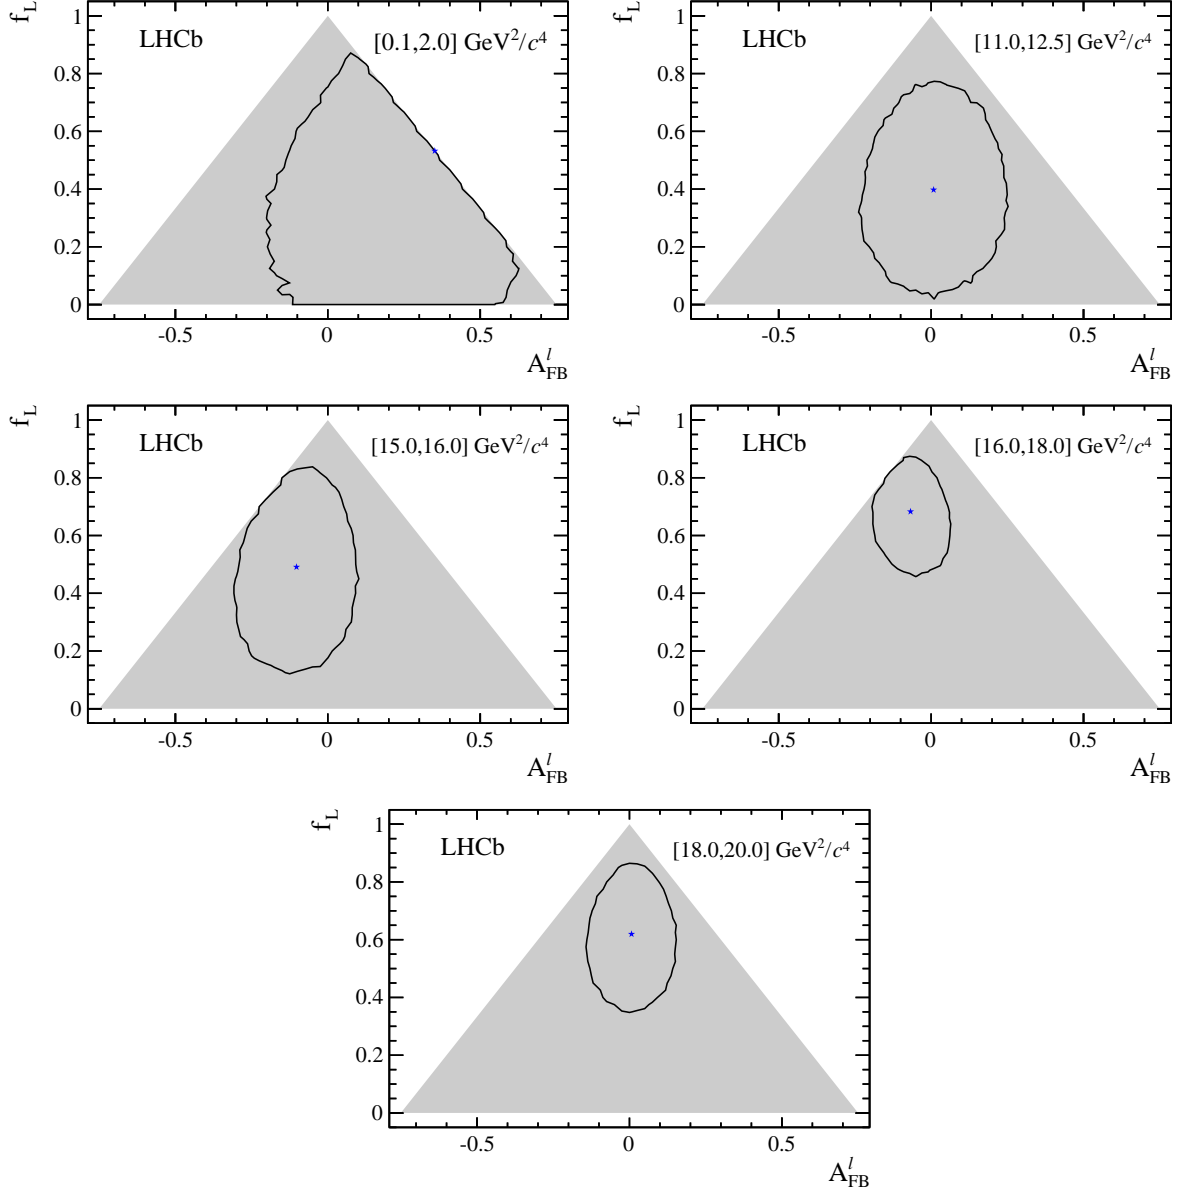 f_L
1
LHCb
[0.1,2.0] GeV²/c⁴
0.8
0.6
0.4
0.2
0
-0.5 0 0.5
A^l_FB
f_L
1
LHCb
[11.0,12.5] GeV²/c⁴
0.8
0.6
0.4
0.2
0
-0.5 0 0.5
A^l_FB
f_L
1
LHCb
[15.0,16.0] GeV²/c⁴
0.8
0.6
0.4
0.2
0
-0.5 0 0.5
A^l_FB
f_L
1
LHCb
[16.0,18.0] GeV²/c⁴
0.8
0.6
0.4
0.2
0
-0.5 0 0.5
A^l_FB
f_L
1
LHCb
[18.0,20.0] GeV²/c⁴
0.8
0.6
0.4
0.2
0
-0.5 0 0.5
A^l_FB